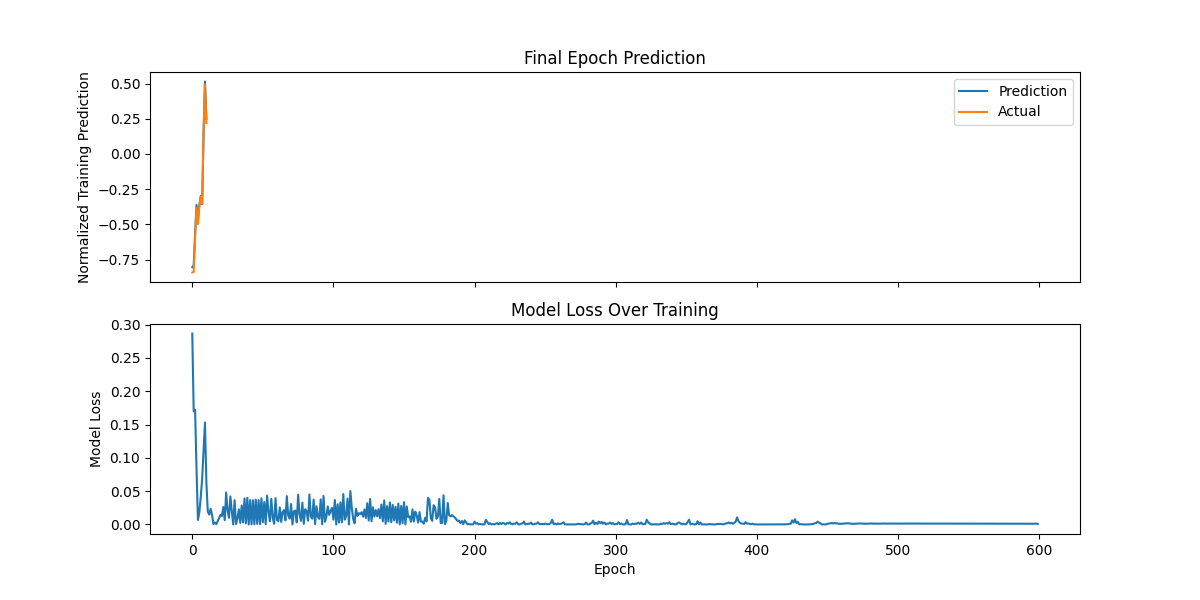 Final Epoch Prediction
Normalized Training Prediction
0.50
0.25
0.00
−0.25
−0.50
−0.75
Prediction
Actual
Model Loss Over Training
Model Loss
0.30
0.25
0.20
0.15
0.10
0.05
0.00
0 100 200 300 400 500 600
Epoch